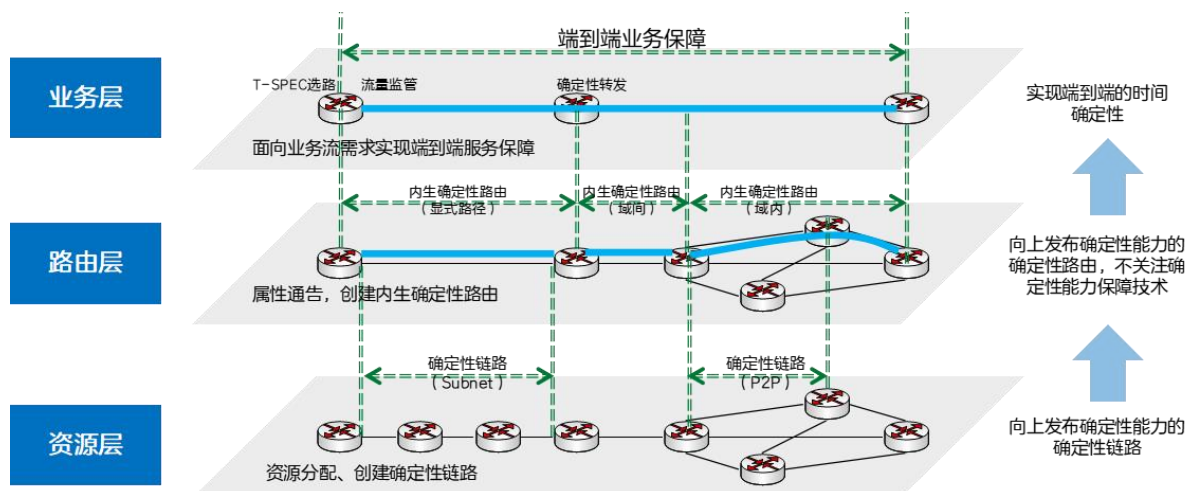 端到端业务保障
业务层
T-SPEC选路 流量监管
确定性转发
面向业务流需求实现端到端服务保障
实现端到端的时间
确定性
内生确定性路由
（显式路径）
内生确定性路由
（域间）
内生确定性路由
（域内）
路由层
属性通告，创建内生确定性路由
向上发布确定性能力的
确定性路由，不关注确
定性能力保障技术
确定性链路
（Subnet）
确定性链路
（P2P）
资源层
资源分配、创建确定性链路
向上发布确定性能力的
确定性链路